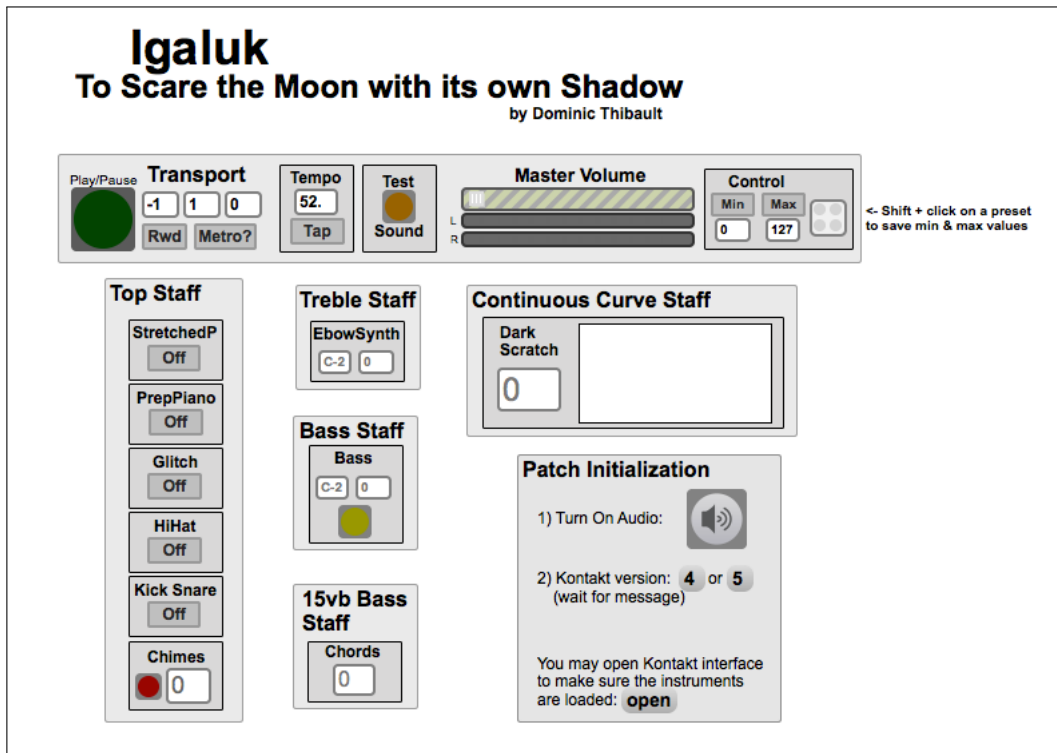 Igaluk
To Scare the Moon with its own Shadow
by Dominic Thibault
Play/Pause
Transport
-1 1 0
Rwd Metro?
Tempo
52.
Tap
Test
Sound
Master Volume
L
R
Control
Min Max
0 127
<- Shift + click on a preset
to save min & max values
Top Staff
StretchedP
Off
PrepPiano
Off
Glitch
Off
HiHat
Off
Kick Snare
Off
Chimes
0
Treble Staff
EbowSynth
C-2 0
Bass Staff
Bass
C-2 0
15vb Bass
Staff
Chords
0
Continuous Curve Staff
Dark
Scratch
0
Patch Initialization
1) Turn On Audio:
2) Kontakt version: 4 or 5
(wait for message)
You may open Kontakt interface
to make sure the instruments
are loaded: open